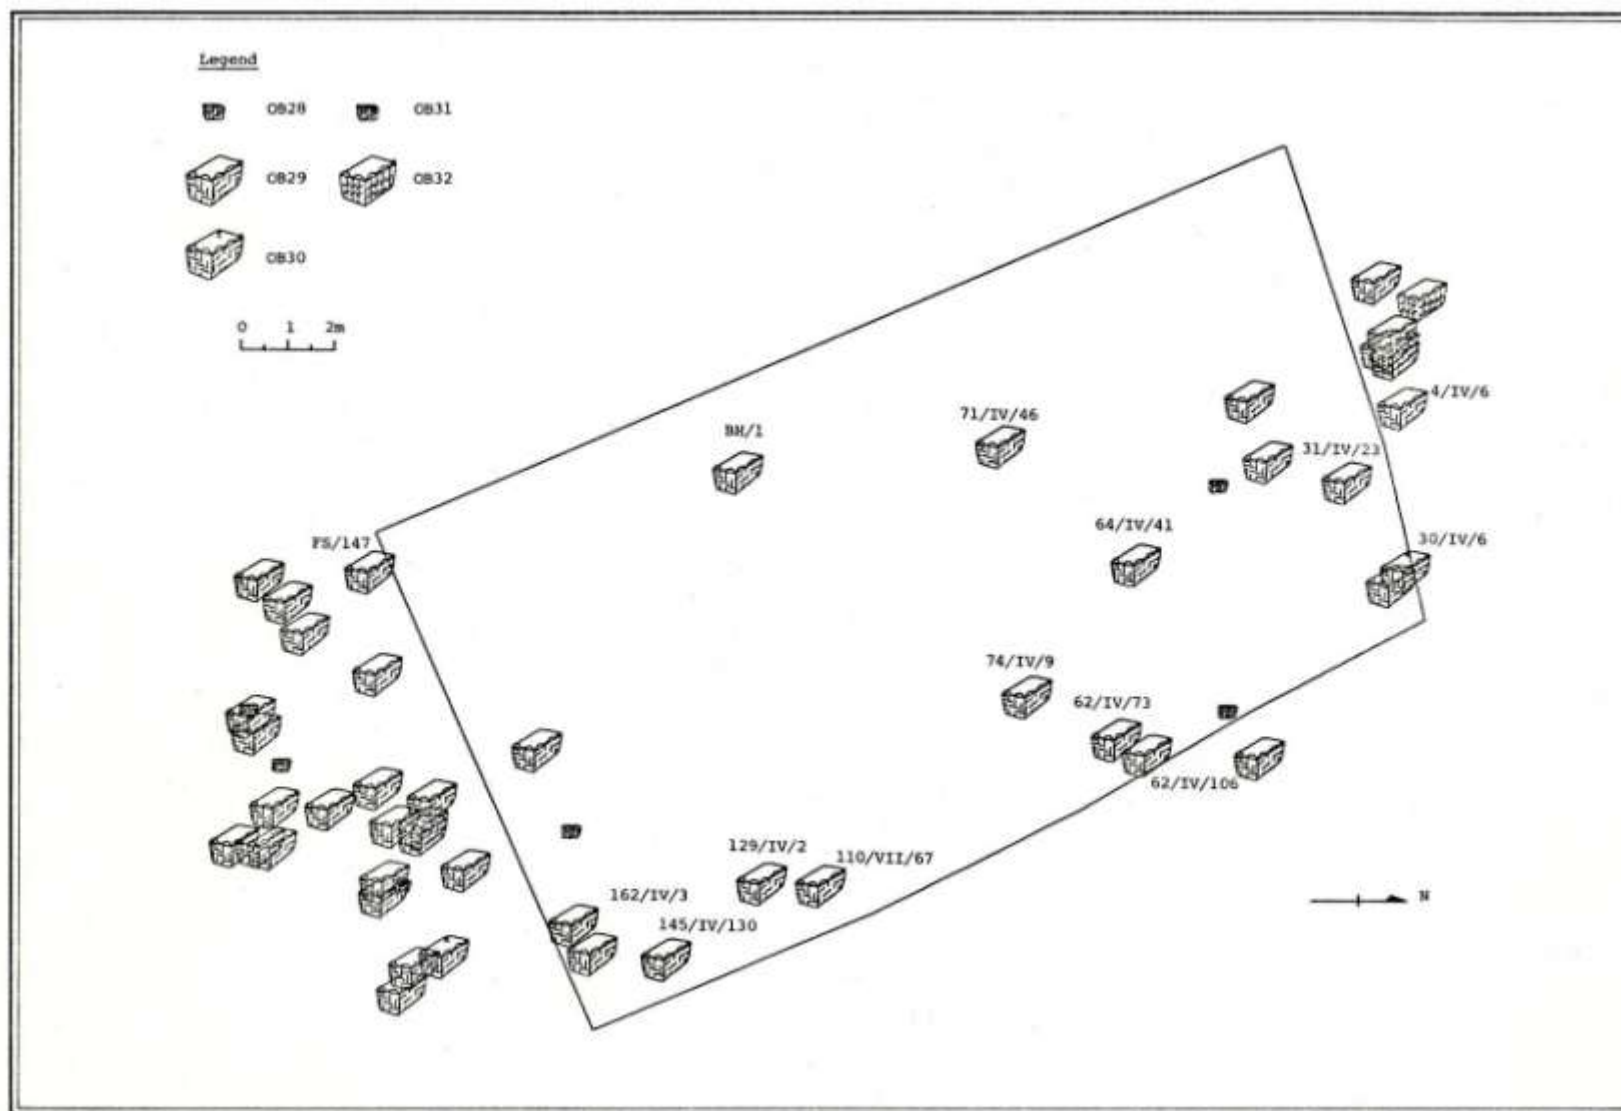 Legend
OB28 OB31
OB29 OB32
OB30
0 1 2m
4/IV/6
71/IV/46
BH/1
31/IV/23
64/IV/41
30/IV/6
FS/147
74/IV/9
62/IV/73
62/IV/106
129/IV/2
110/VII/67
162/IV/3
145/IV/130
N